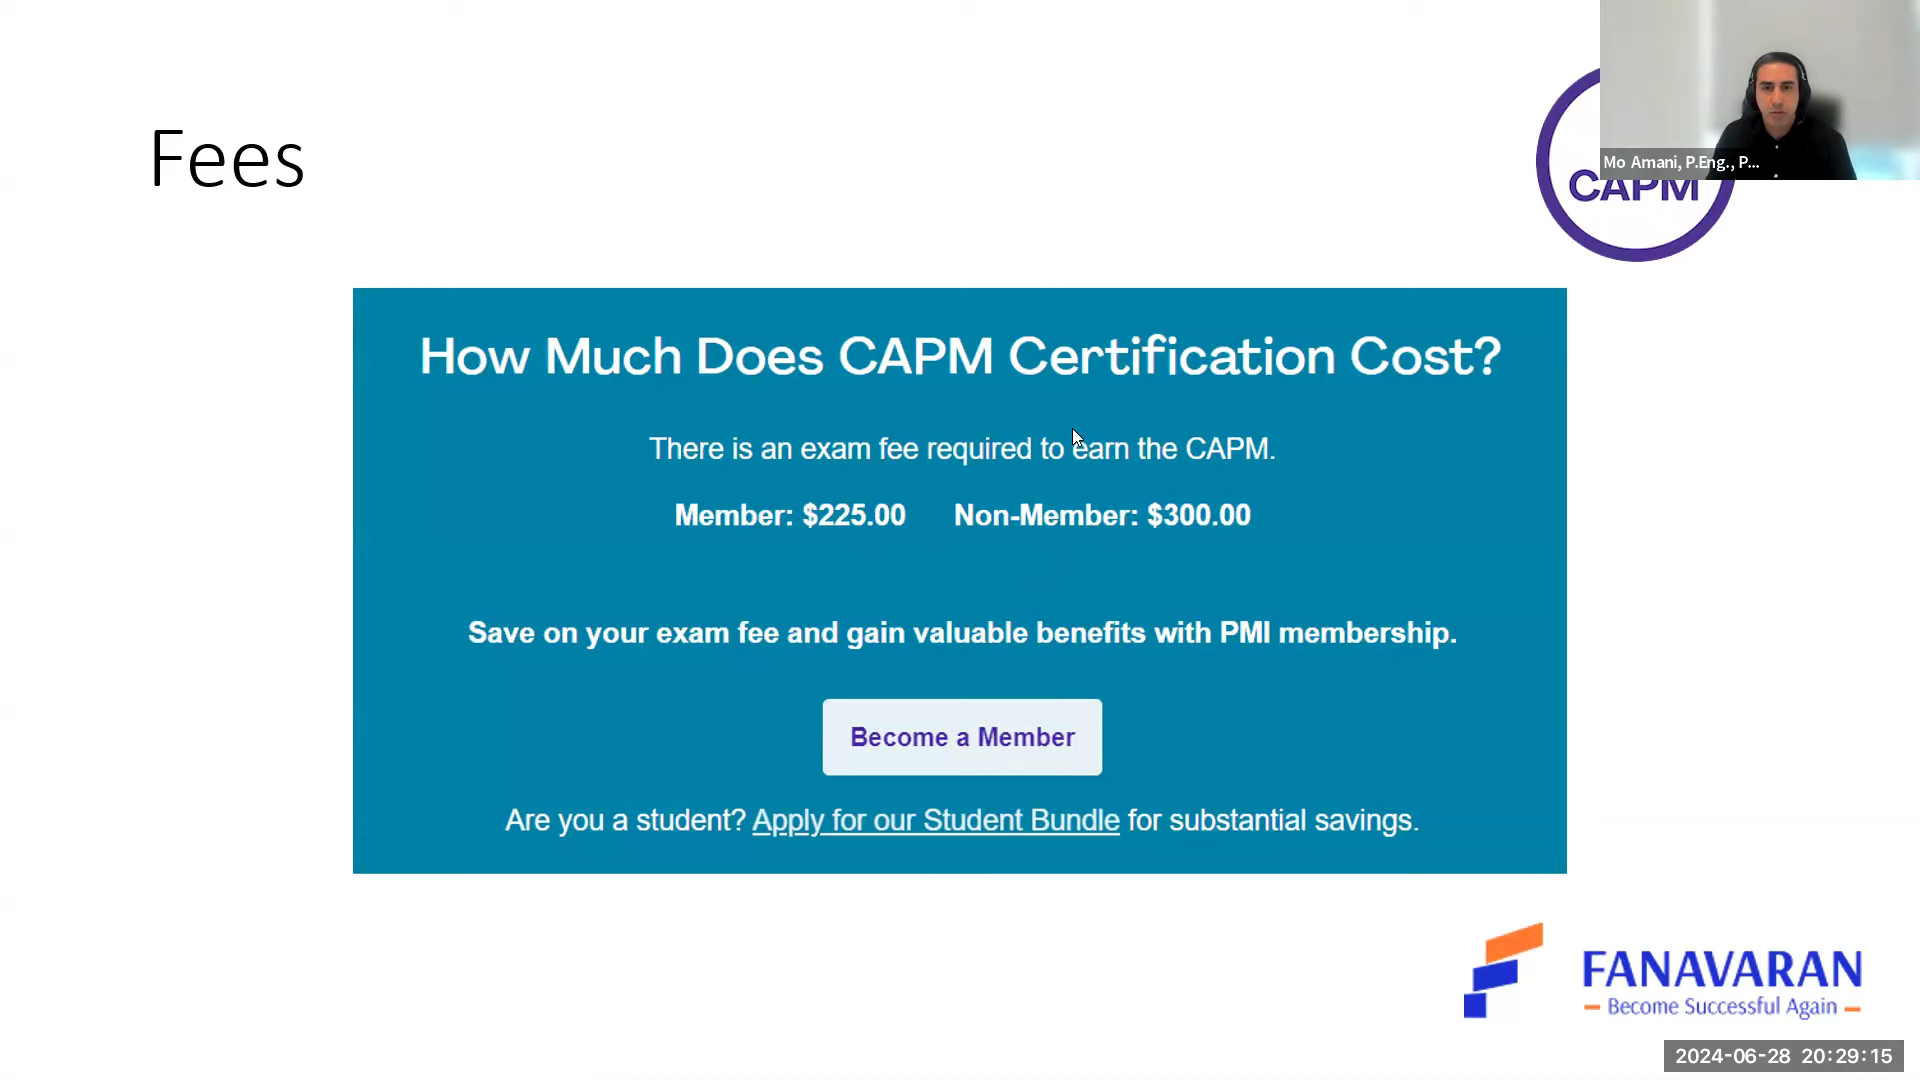 Fees
Mo Amani, P.Eng., P...
CAPM
How Much Does CAPM Certification Cost?
There is an exam fee required to earn the CAPM.
Member: $225.00 Non-Member: $300.00
Save on your exam fee and gain valuable benefits with PMI membership.
Become a Member
Are you a student? Apply for our Student Bundle for substantial savings.
FANAVARAN
Become Successful Again
2024-06-28 20:29:15